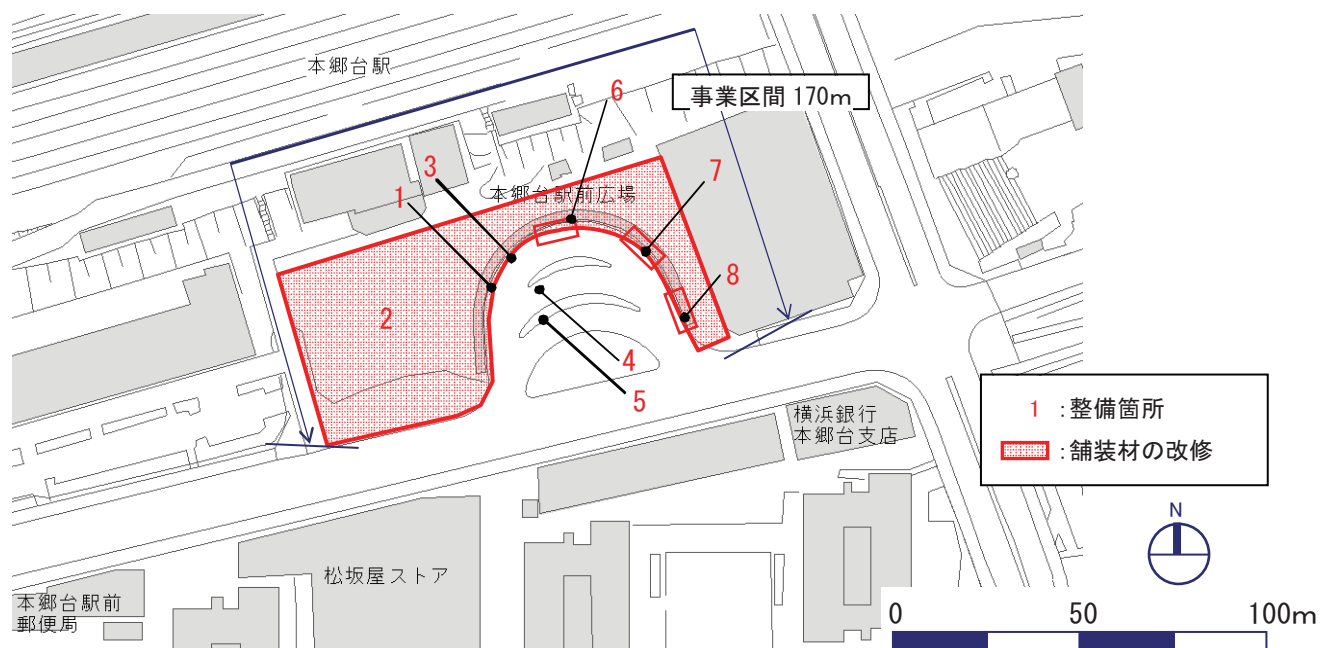 本郷台駅
6
事業区間 170m
3
7
本郷台駅前広場
1
8
2
4
5
横浜銀行
本郷台支店
1 :整備箇所
:舗装材の改修
N
松坂屋ストア
本郷台駅前
郵便局
0 50 100m